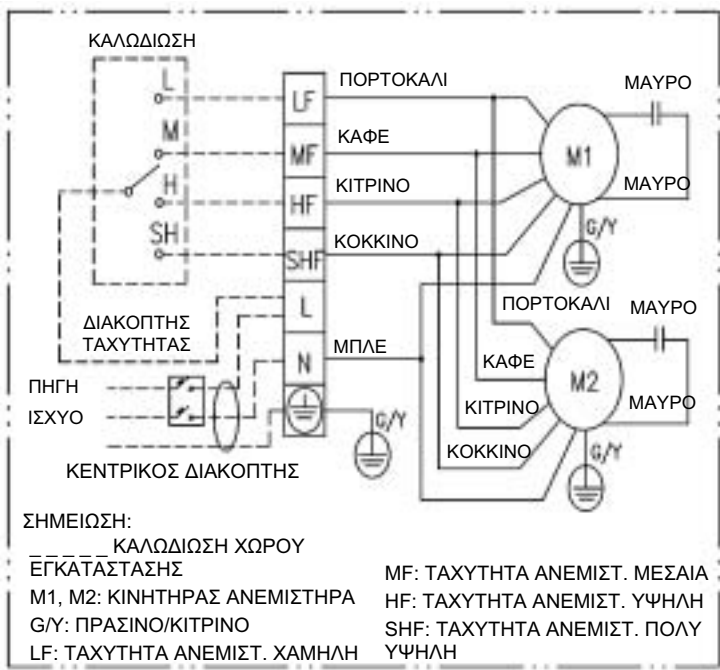 ΚΑΛΩΔΙΩΣΗ
L
M
H
SH
ΔΙΑΚΟΠΤΗΣ
ΤΑΧΥΤΗΤΑΣ
ΠΗΓΗ
ΙΣΧΥΟ
ΚΕΝΤΡΙΚΟΣ ΔΙΑΚΟΠΤΗΣ
LF
MF
HF
SHF
L
N
ΠΟΡΤΟΚΑΛΙ
ΚΑΦΕ
ΚΙΤΡΙΝΟ
ΚΟΚΚΙΝΟ
ΜΠΛΕ
G/Y
M1
ΜΑΥΡΟ
ΜΑΥΡΟ
G/Y
ΠΟΡΤΟΚΑΛΙ
ΚΑΦΕ
ΚΙΤΡΙΝΟ
ΚΟΚΚΙΝΟ
M2
ΜΑΥΡΟ
ΜΑΥΡΟ
G/Y
ΣΗΜΕΙΩΣΗ:
_ _ _ _ _ ΚΑΛΩΔΙΩΣΗ ΧΩΡΟΥ
ΕΓΚΑΤΑΣΤΑΣΗΣ
M1, M2: ΚΙΝΗΤΗΡΑΣ ΑΝΕΜΙΣΤΗΡΑ
G/Y: ΠΡΑΣΙΝΟ/ΚΙΤΡΙΝΟ
LF: ΤΑΧΥΤΗΤΑ ΑΝΕΜΙΣΤ. ΧΑΜΗΛΗ
MF: ΤΑΧΥΤΗΤΑ ΑΝΕΜΙΣΤ. ΜΕΣΑΙΑ
HF: ΤΑΧΥΤΗΤΑ ΑΝΕΜΙΣΤ. ΥΨΗΛΗ
SHF: ΤΑΧΥΤΗΤΑ ΑΝΕΜΙΣΤ. ΠΟΛΥ
ΥΨΗΛΗ